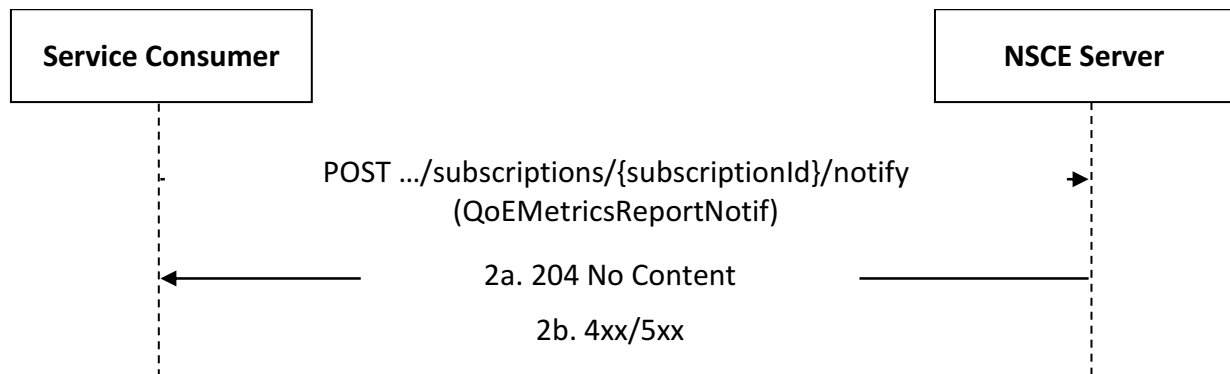 Service Consumer
NSCE Server
POST …/subscriptions/{subscriptionId}/notify
(QoEMetricsReportNotif)
2a. 204 No Content
2b. 4xx/5xx